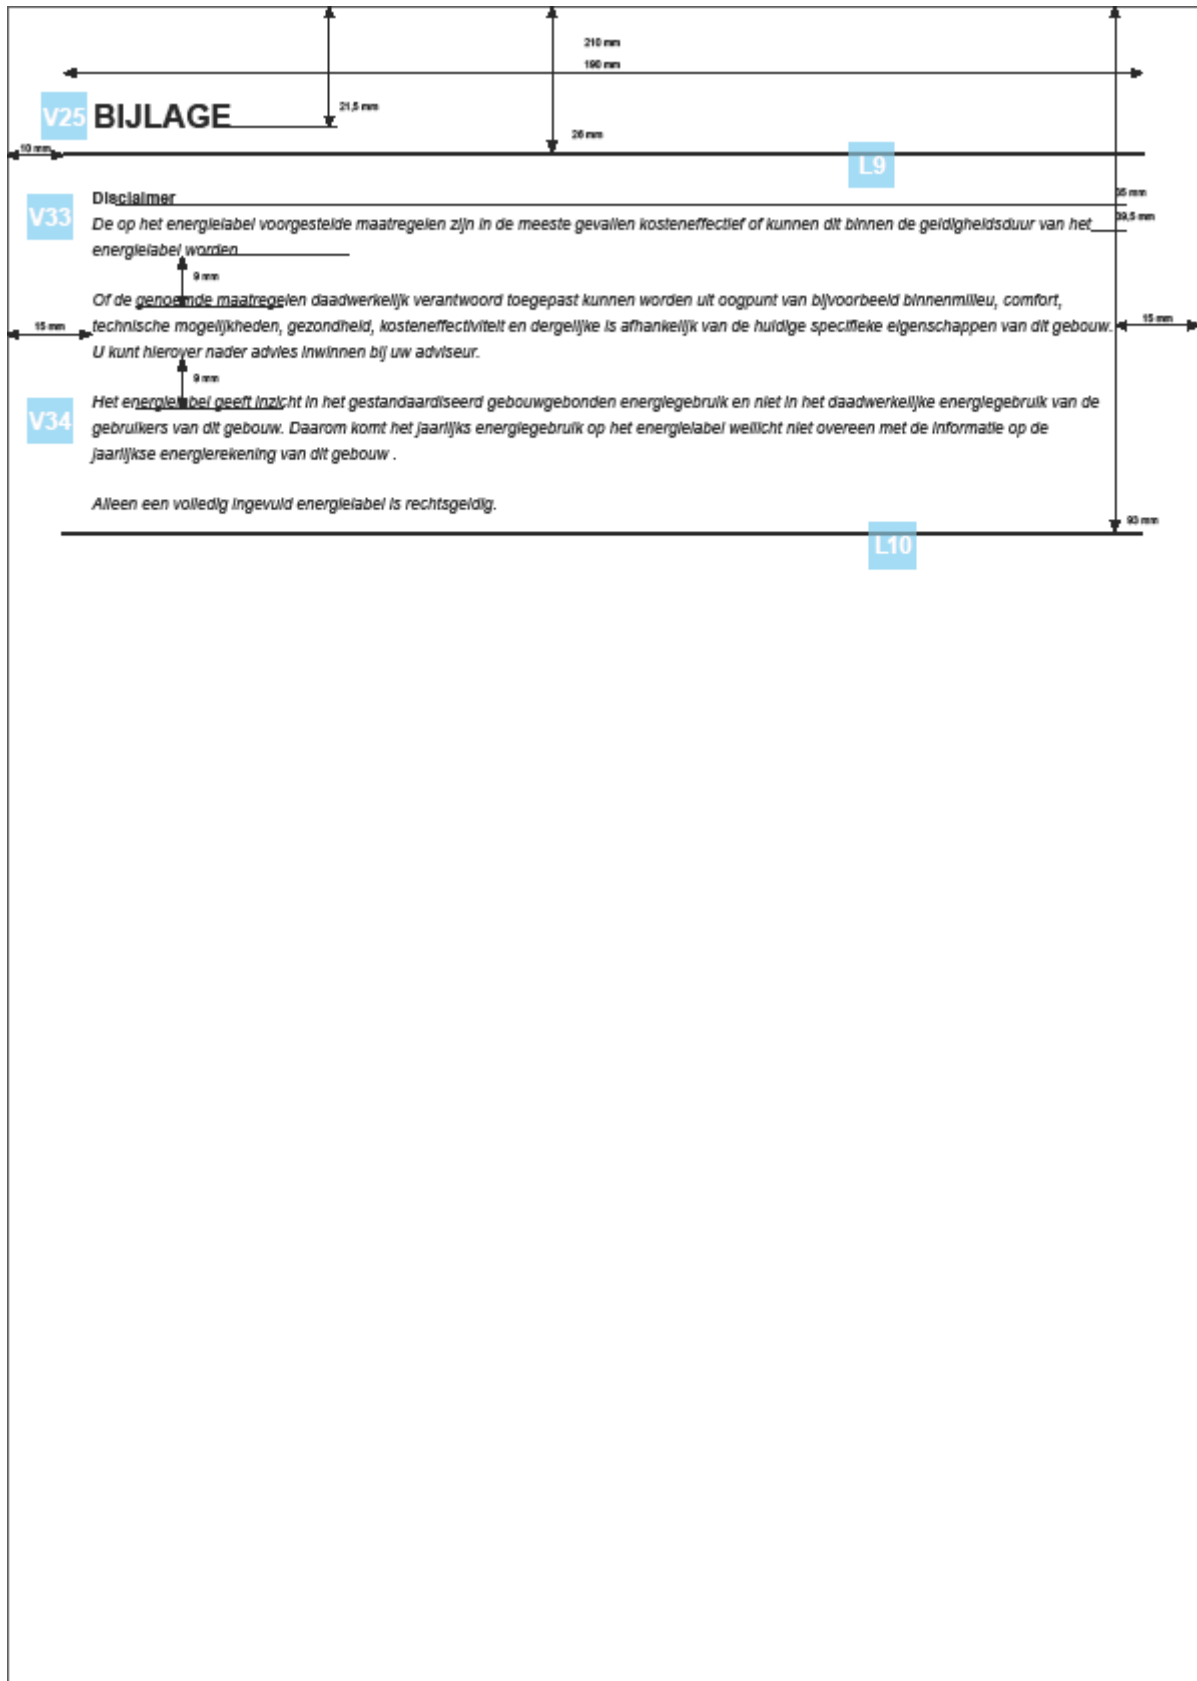 210 mm
190 mm
V25 BIJLAGE
21,5 mm
26 mm
10 mm
L9
Disclaimer
35 mm
V33
De op het energielabel voorgestelde maatregelen zijn in de meeste gevallen kosteneffectief of kunnen dit binnen de geldigheidsduur van het
39,5 mm
energielabel worden
9 mm
Of de genoemde maatregelen daadwerkelijk verantwoord toegepast kunnen worden uit oogpunt van bijvoorbeeld binnenmilieu, comfort,
15 mm
technische mogelijkheden, gezondheid, kosteneffectiviteit en dergelijke is afhankelijk van de huidige specifieke eigenschappen van dit gebouw.
15 mm
U kunt hierover nader advies inwinnen bij uw adviseur.
9 mm
V34
Het energielabel geeft inzicht in het gestandaardiseerd gebouwgebonden energiegebruik en niet in het daadwerkelijke energiegebruik van de
gebruikers van dit gebouw. Daarom komt het jaarlijks energiegebruik op het energielabel wellicht niet overeen met de informatie op de
jaarlijkse energierekening van dit gebouw .
Alleen een volledig ingevuld energielabel is rechtsgeldig.
93 mm
L10